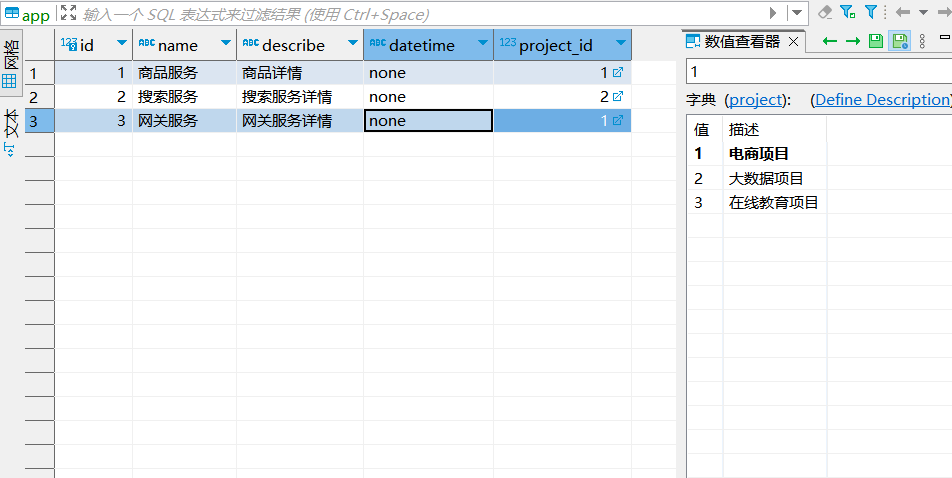 app 输入一个 SQL 表达式来过滤结果 (使用 Ctrl+Space)
网格
文本
123 id ABC name ABC describe ABC datetime 123 project_id
1 1 商品服务 商品详情 none 1
2 2 搜索服务 搜索服务详情 none 2
3 3 网关服务 网关服务详情 none 1
数值查看器
1
字典 (project): (Define Description)
值 描述
1 电商项目
2 大数据项目
3 在线教育项目